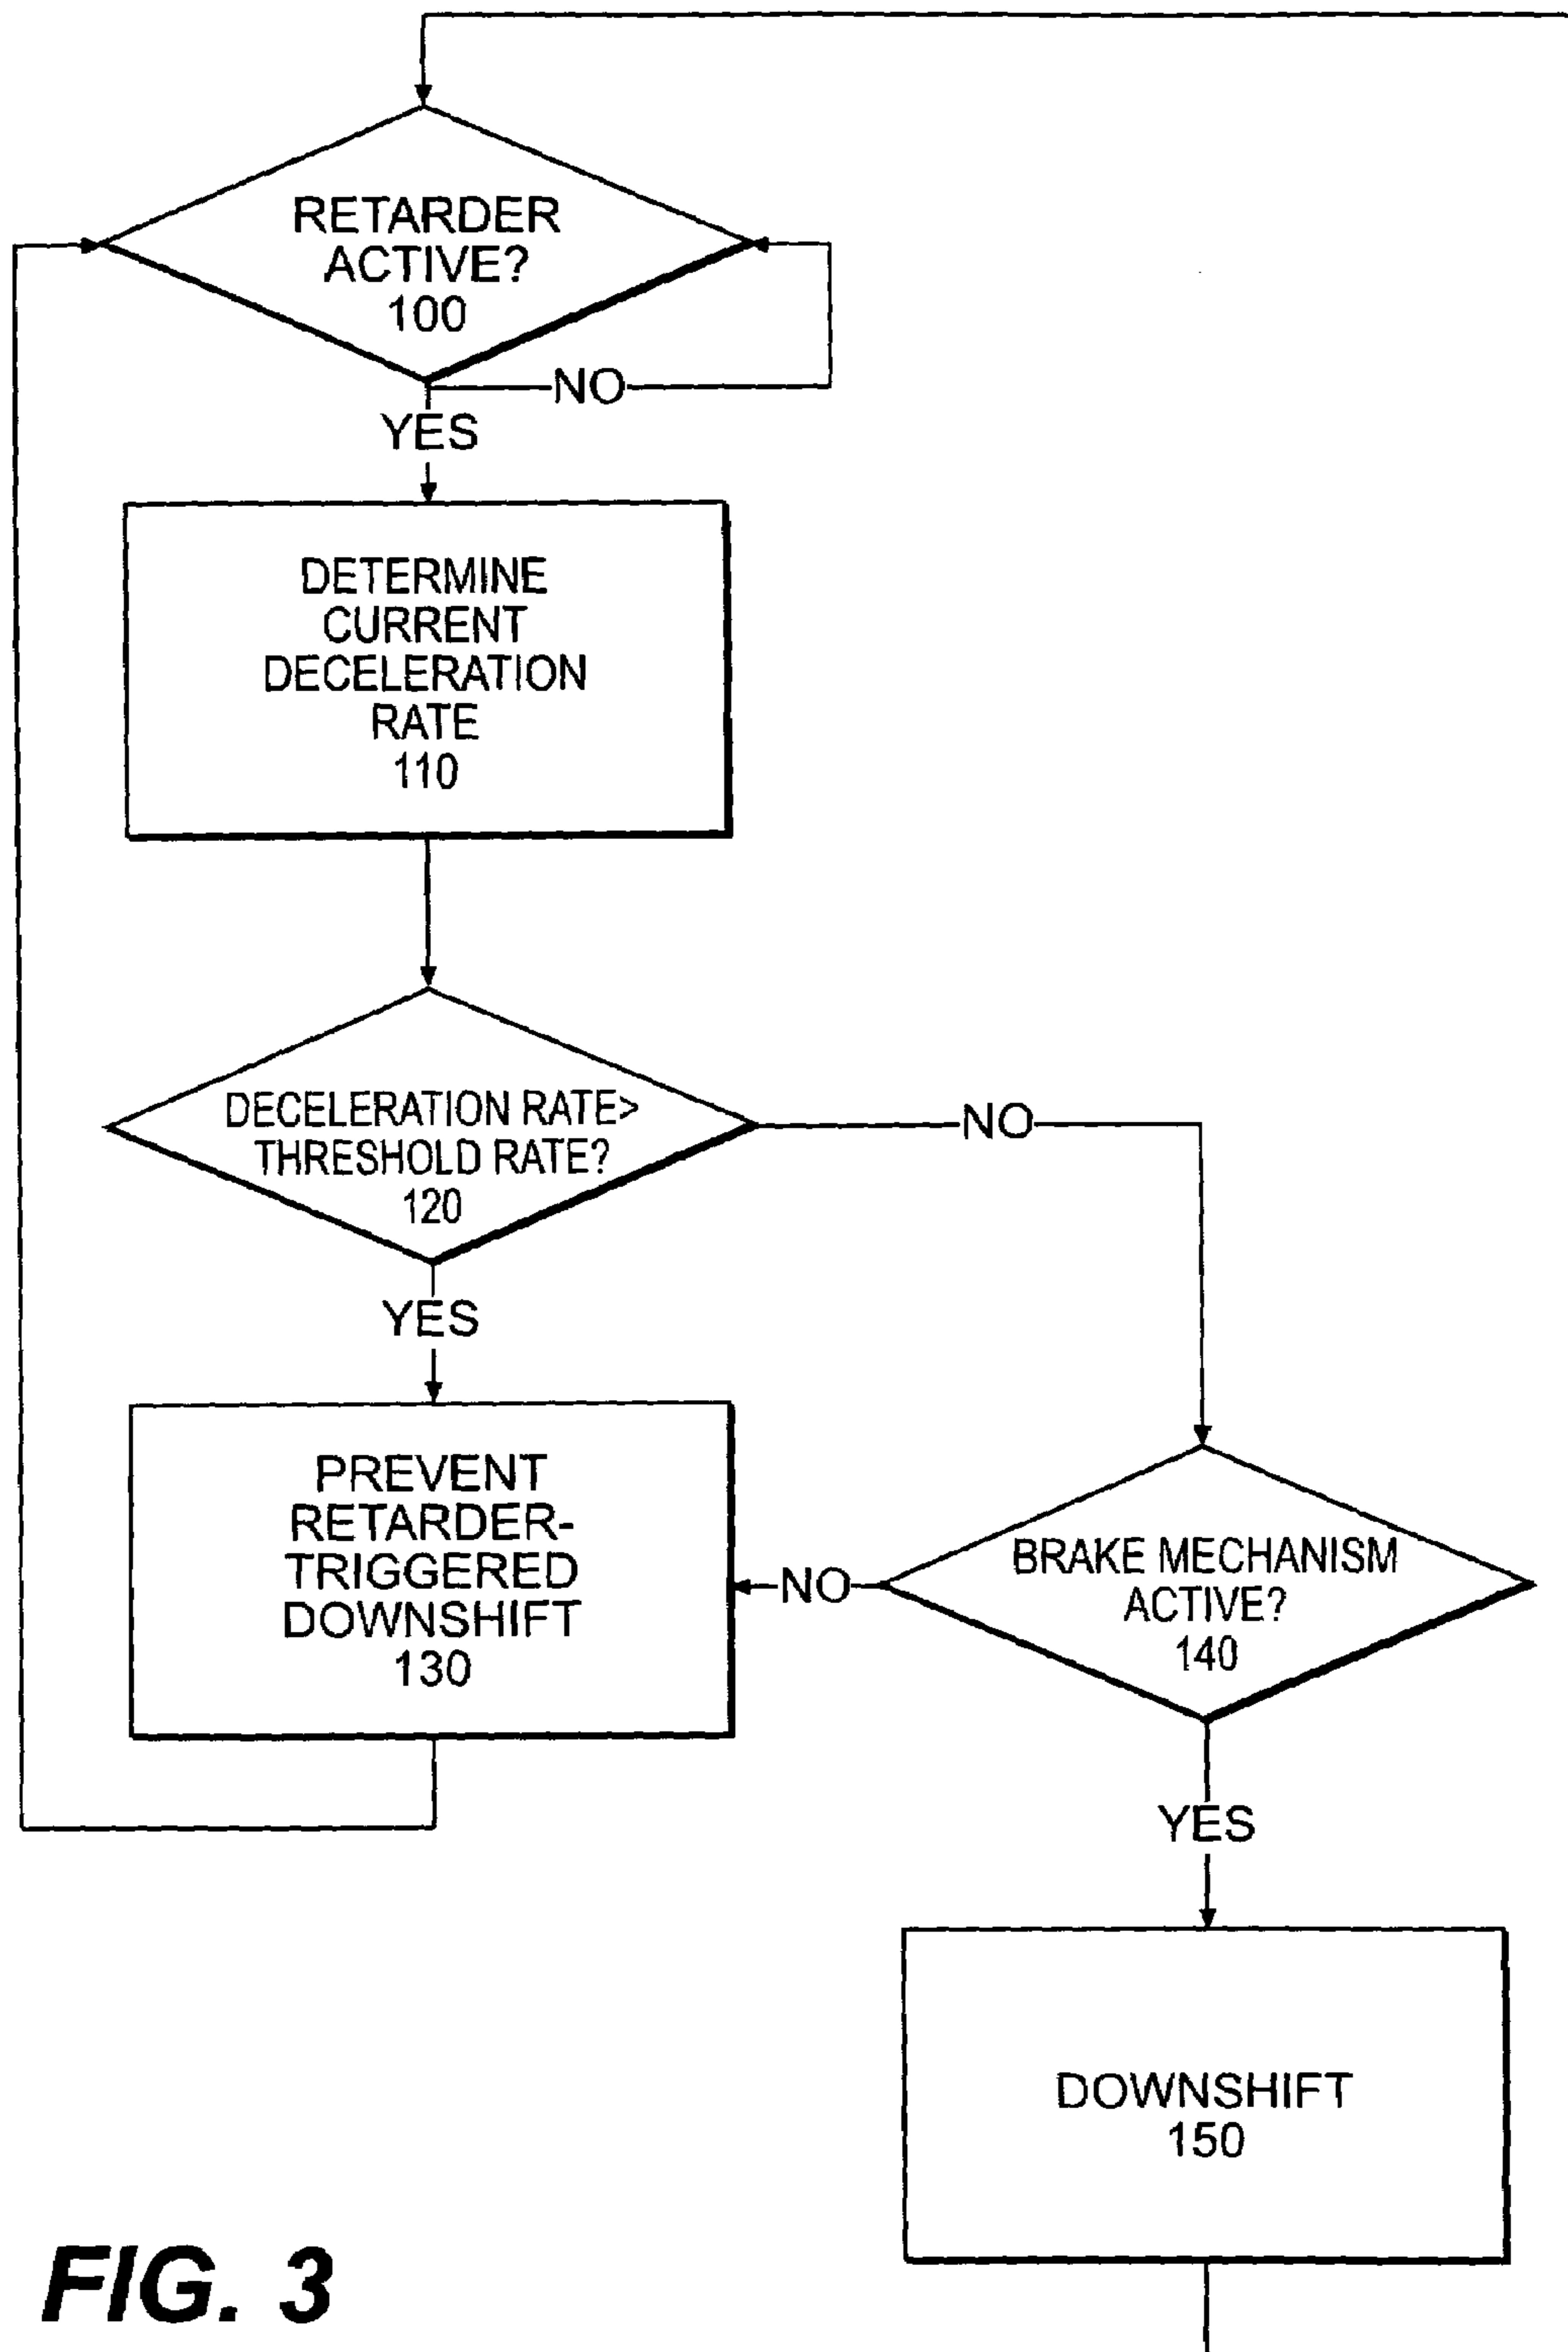 RETARDER
ACTIVE?
100
NO
YES
DETERMINE
CURRENT
DECELERATION
RATE
110
DECELERATION RATE>
THRESHOLD RATE?
120
NO
YES
PREVENT
RETARDER-
TRIGGERED
DOWNSHIFT
130
NO
BRAKE MECHANISM
ACTIVE?
140
YES
DOWNSHIFT
150
FIG. 3